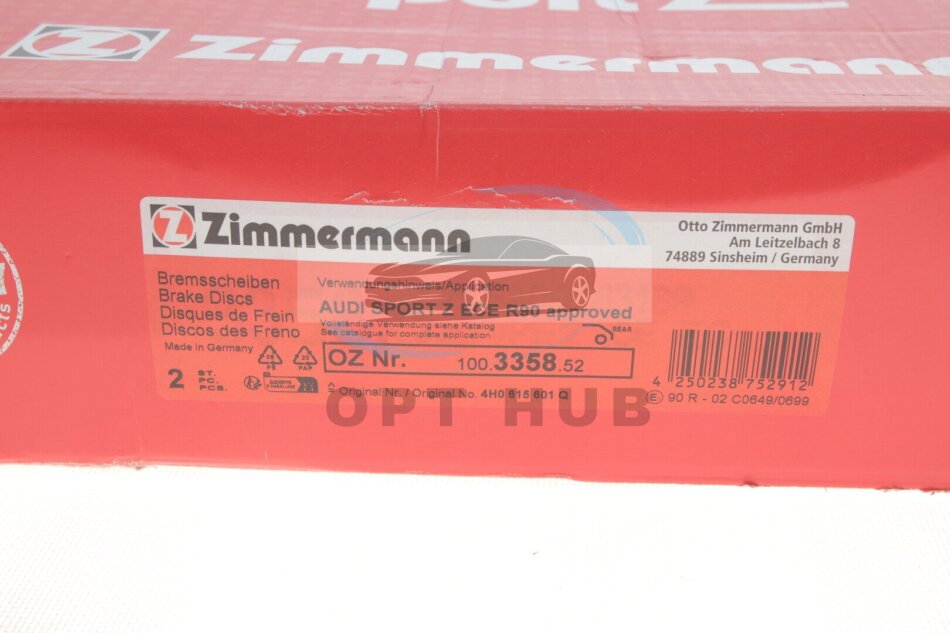 Zimmermann
Z Zimmermann
Otto Zimmermann GmbH
Am Leitzelbach 8
74889 Sinsheim / Germany
Bremsscheiben
Brake Discs
Disques de Frein
Discos des Freno
Made in Germany
Verwendungshinweis/Application
AUDI SPORT Z ECE R90 approved
Vollständige Verwendung siehe Katalog
See catalogue for complete application
REAR
OZ Nr. 100.3358.52
2 ST.
PC.
PCS.
PAP
Original Nr. / Original No. 4H0 615 601 Q
4 250238 752912
E 90 R - 02 C0649/0699
OPT HUB